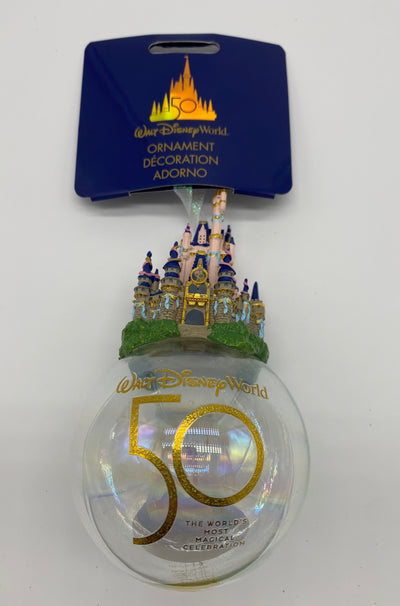 50
Walt Disney World
ORNAMENT
DÉCORATION
ADORNO
Walt Disney World
50
THE WORLD'S
MOST
MAGICAL
CELEBRATION